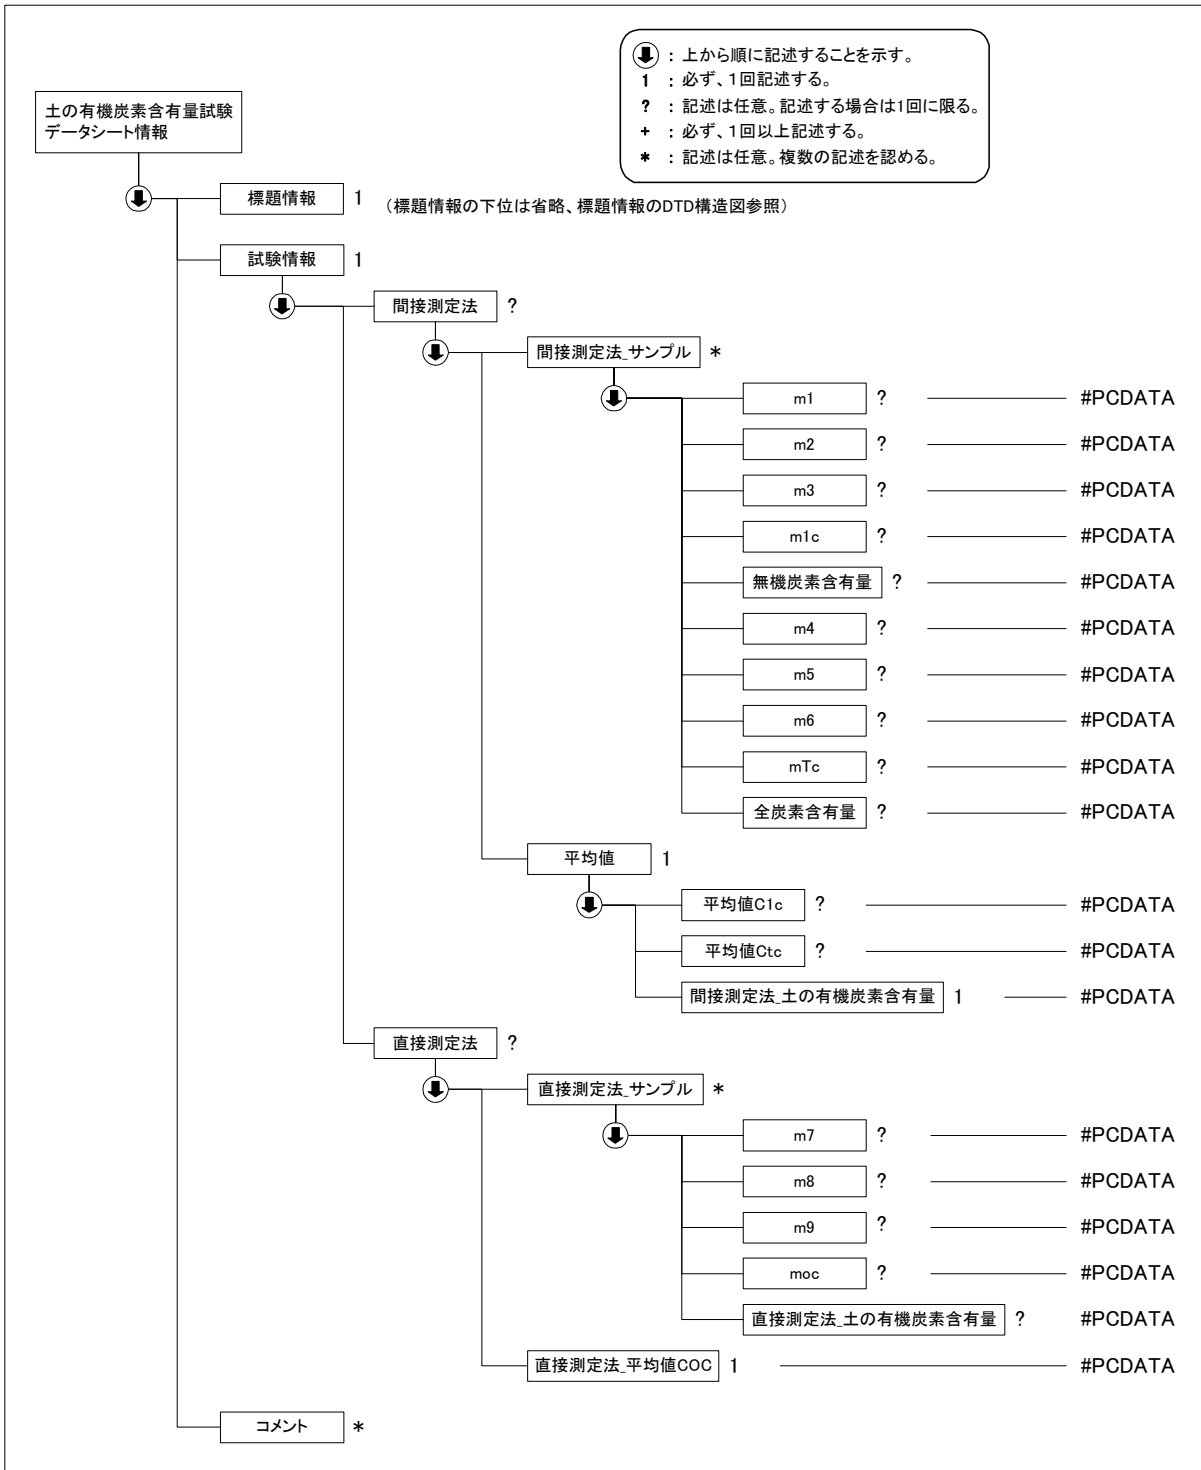 : 上から順に記述することを示す。
1 : 必ず、1回記述する。
? : 記述は任意。記述する場合は1回に限る。
+ : 必ず、1回以上記述する。
* : 記述は任意。複数の記述を認める。
土の有機炭素含有量試験
データシート情報
標題情報 1 (標題情報の下位は省略、標題情報のDTD構造図参照)
試験情報 1
間接測定法 ?
間接測定法_サンプル *
m1 ? #PCDATA
m2 ? #PCDATA
m3 ? #PCDATA
m1c ? #PCDATA
無機炭素含有量 ? #PCDATA
m4 ? #PCDATA
m5 ? #PCDATA
m6 ? #PCDATA
mTc ? #PCDATA
全炭素含有量 ? #PCDATA
平均値 1
平均値C1c ? #PCDATA
平均値Ctc ? #PCDATA
間接測定法_土の有機炭素含有量 1 #PCDATA
直接測定法 ?
直接測定法_サンプル *
m7 ? #PCDATA
m8 ? #PCDATA
m9 ? #PCDATA
moc ? #PCDATA
直接測定法_土の有機炭素含有量 ? #PCDATA
直接測定法_平均値COC 1 #PCDATA
コメント *